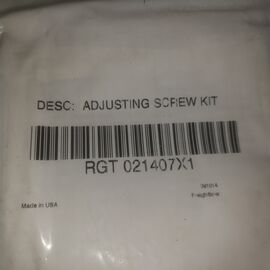 DESC: ADJUSTING SCREW KIT
RGT 021407X1
Made in USA